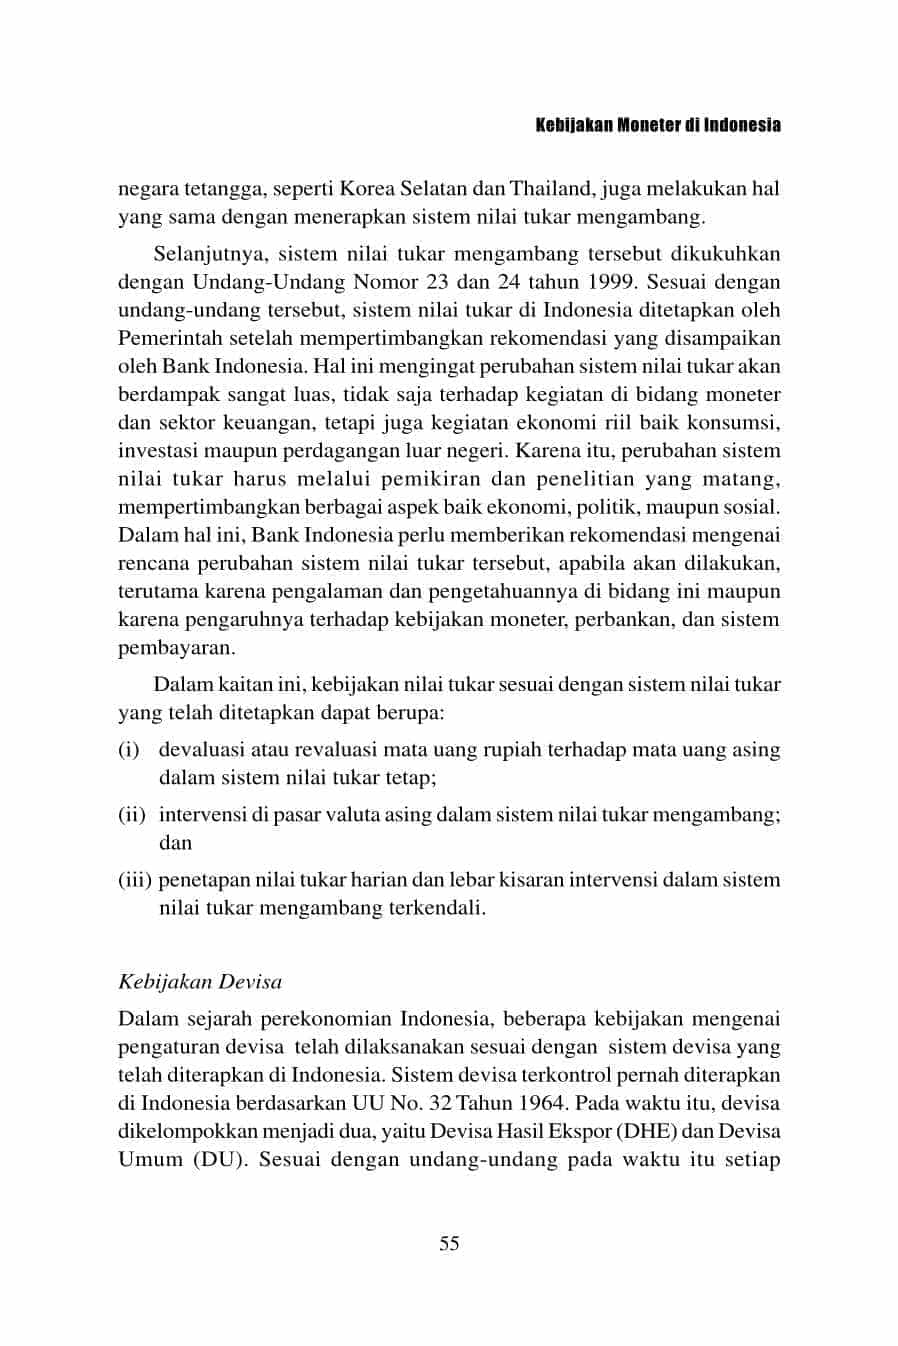 Kebijakan Moneter di Indonesia
negara tetangga, seperti Korea Selatan dan Thailand, juga melakukan hal
yang sama dengan menerapkan sistem nilai tukar mengambang.
Selanjutnya, sistem nilai tukar mengambang tersebut dikukuhkan
dengan Undang-Undang Nomor 23 dan 24 tahun 1999. Sesuai dengan
undang-undang tersebut, sistem nilai tukar di Indonesia ditetapkan oleh
Pemerintah setelah mempertimbangkan rekomendasi yang disampaikan
oleh Bank Indonesia. Hal ini mengingat perubahan sistem nilai tukar akan
berdampak sangat luas, tidak saja terhadap kegiatan di bidang moneter
dan sektor keuangan, tetapi juga kegiatan ekonomi riil baik konsumsi,
investasi maupun perdagangan luar negeri. Karena itu, perubahan sistem
nilai tukar harus melalui pemikiran dan penelitian yang matang,
mempertimbangkan berbagai aspek baik ekonomi, politik, maupun sosial.
Dalam hal ini, Bank Indonesia perlu memberikan rekomendasi mengenai
rencana perubahan sistem nilai tukar tersebut, apabila akan dilakukan,
terutama karena pengalaman dan pengetahuannya di bidang ini maupun
karena pengaruhnya terhadap kebijakan moneter, perbankan, dan sistem
pembayaran.
Dalam kaitan ini, kebijakan nilai tukar sesuai dengan sistem nilai tukar
yang telah ditetapkan dapat berupa:
(i) devaluasi atau revaluasi mata uang rupiah terhadap mata uang asing
dalam sistem nilai tukar tetap;
(ii) intervensi di pasar valuta asing dalam sistem nilai tukar mengambang;
dan
(iii) penetapan nilai tukar harian dan lebar kisaran intervensi dalam sistem
nilai tukar mengambang terkendali.
Kebijakan Devisa
Dalam sejarah perekonomian Indonesia, beberapa kebijakan mengenai
pengaturan devisa telah dilaksanakan sesuai dengan sistem devisa yang
telah diterapkan di Indonesia. Sistem devisa terkontrol pernah diterapkan
di Indonesia berdasarkan UU No. 32 Tahun 1964. Pada waktu itu, devisa
dikelompokkan menjadi dua, yaitu Devisa Hasil Ekspor (DHE) dan Devisa
Umum (DU). Sesuai dengan undang-undang pada waktu itu setiap
55